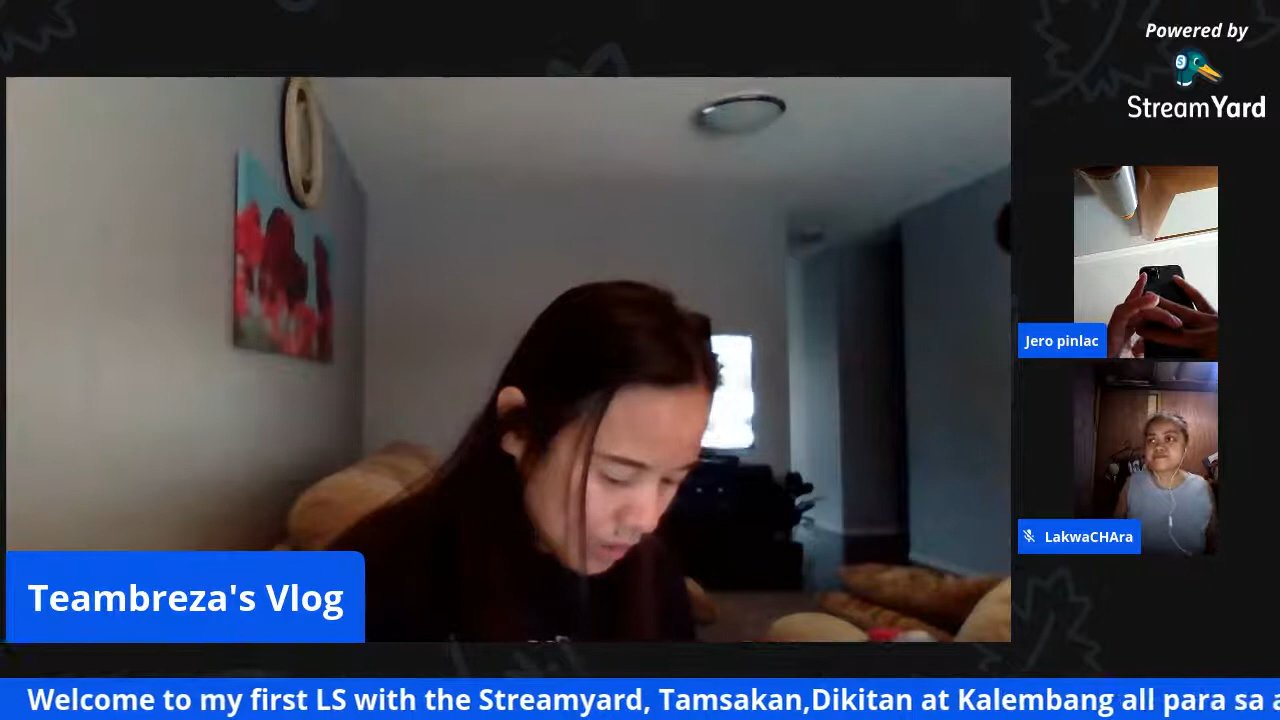 Powered by
StreamYard
Jero pinlac
LakwaCHAra
Teambreza's Vlog
Welcome to my first LS with the Streamyard, Tamsakan,Dikitan at Kalembang all para sa a